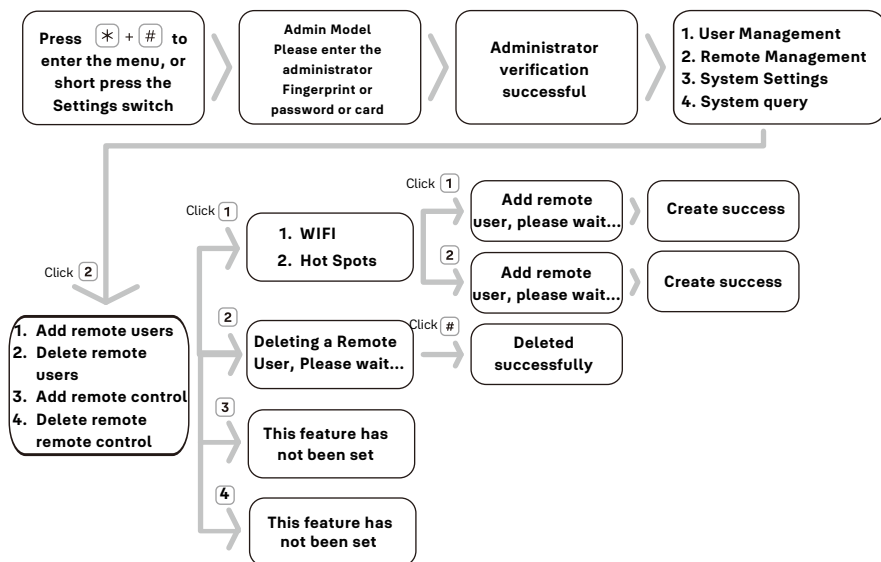 Press * + # to
enter the menu, or
short press the
Settings switch
Admin Model
Please enter the
administrator
Fingerprint or
password or card
Administrator
verification
successful
1. User Management
2. Remote Management
3. System Settings
4. System query
Click 2
1. Add remote users
2. Delete remote
users
3. Add remote control
4. Delete remote
remote control
Click 1
1. WIFI
2. Hot Spots
Click 1
Add remote
user, please wait...
Create success
2
Add remote
user, please wait...
Create success
2
Deleting a Remote
User, Please wait...
Click #
Deleted
successfully
3
This feature has
not been set
4
This feature has
not been set